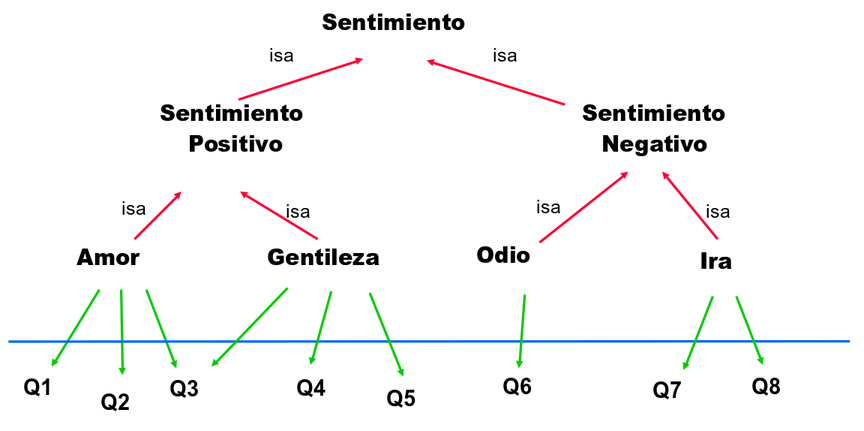 Sentimiento
isa
isa
Sentimiento
Positivo
Sentimiento
Negativo
isa
isa
isa
isa
Amor
Gentileza
Odio
Ira
Q1
Q2
Q3
Q4
Q5
Q6
Q7
Q8